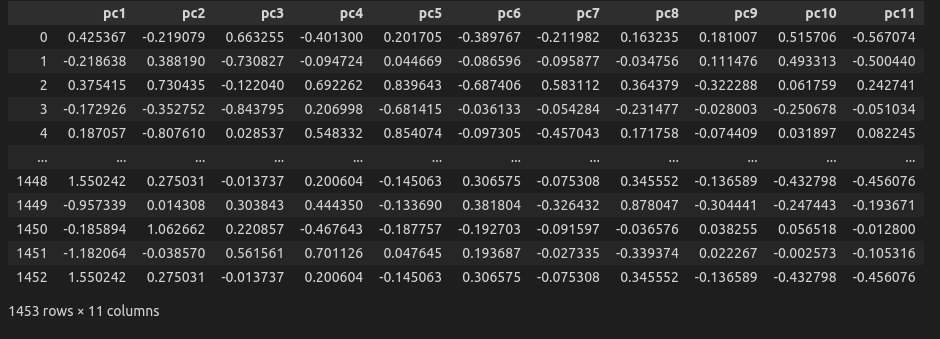 pc1 pc2 pc3 pc4 pc5 pc6 pc7 pc8 pc9 pc10 pc11
0 0.425367 -0.219079 0.663255 -0.401300 0.201705 -0.389767 -0.211982 0.163235 0.181007 0.515706 -0.567074
1 -0.218638 0.388190 -0.730827 -0.094724 0.044669 -0.086596 -0.095877 -0.034756 0.111476 0.493313 -0.500440
2 0.375415 0.730435 -0.122040 0.692262 0.839643 -0.687406 0.583112 0.364379 -0.322288 0.061759 0.242741
3 -0.172926 -0.352752 -0.843795 0.206998 -0.681415 -0.036133 -0.054284 -0.231477 -0.028003 -0.250678 -0.051034
4 0.187057 -0.807610 0.028537 0.548332 0.854074 -0.097305 -0.457043 0.171758 -0.074409 0.031897 0.082245
... ... ... ... ... ... ... ... ... ... ... ...
1448 1.550242 0.275031 -0.013737 0.200604 -0.145063 0.306575 -0.075308 0.345552 -0.136589 -0.432798 -0.456076
1449 -0.957339 0.014308 0.303843 0.444350 -0.133690 0.381804 -0.326432 0.878047 -0.304441 -0.247443 -0.193671
1450 -0.185894 1.062662 0.220857 -0.467643 -0.187757 -0.192703 -0.091597 -0.036576 0.038255 0.056518 -0.012800
1451 -1.182064 -0.038570 0.561561 0.701126 0.047645 0.193687 -0.027335 -0.339374 0.022267 -0.002573 -0.105316
1452 1.550242 0.275031 -0.013737 0.200604 -0.145063 0.306575 -0.075308 0.345552 -0.136589 -0.432798 -0.456076
1453 rows × 11 columns